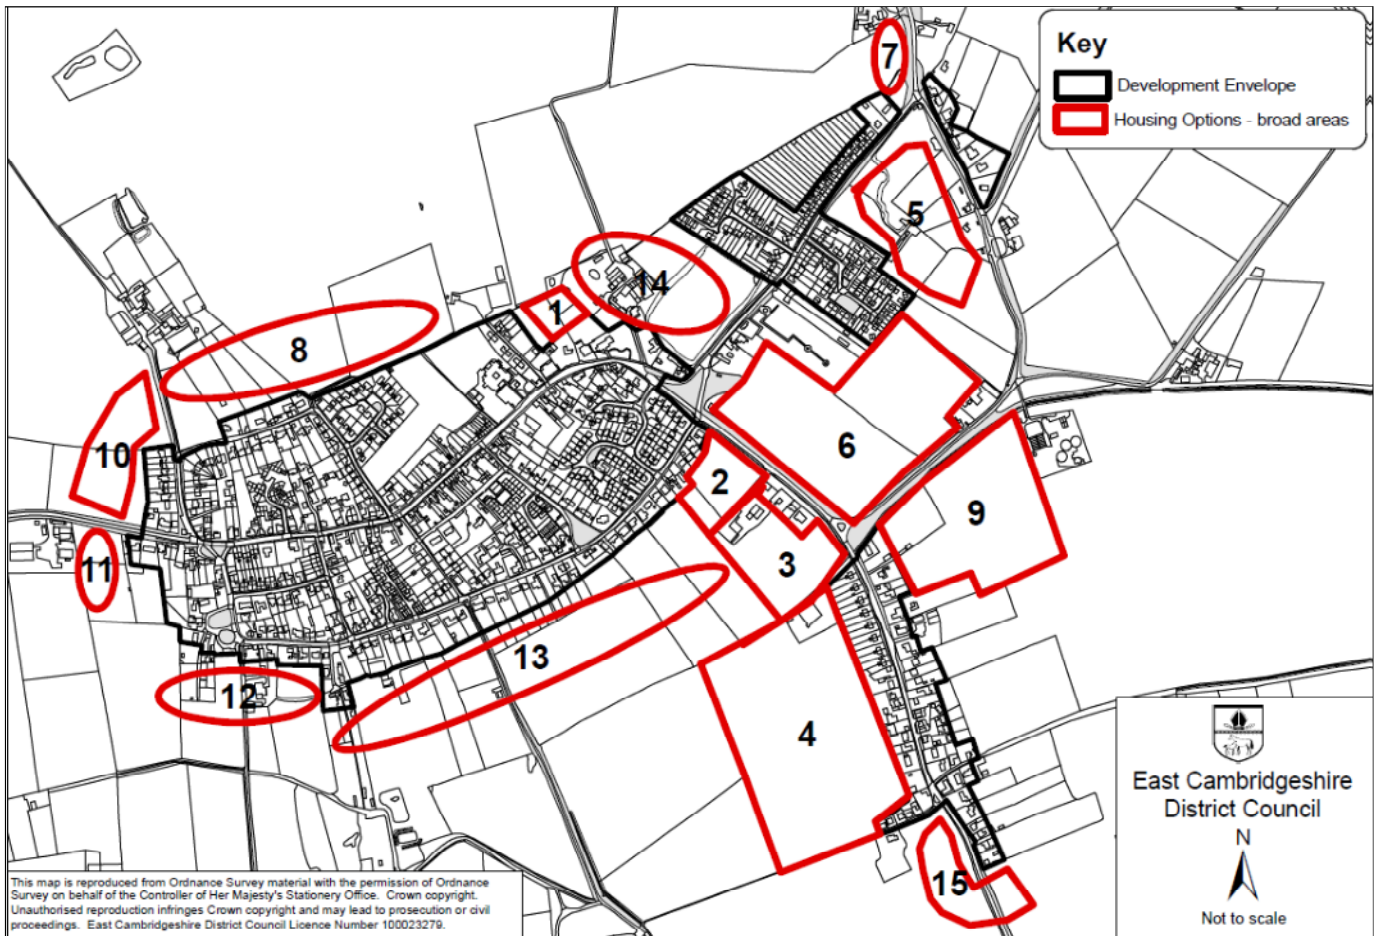 Key
Development Envelope
Housing Options - broad areas
7
5
14
1
8
10
6
2
9
3
11
13
12
4
15
East Cambridgeshire
District Council
N
Not to scale
This map is reproduced from Ordnance Survey material with the permission of Ordnance
Survey on behalf of the Controller of Her Majesty's Stationery Office. Crown copyright.
Unauthorised reproduction infringes Crown copyright and may lead to prosecution or civil
proceedings. East Cambridgeshire District Council Licence Number 100023279.